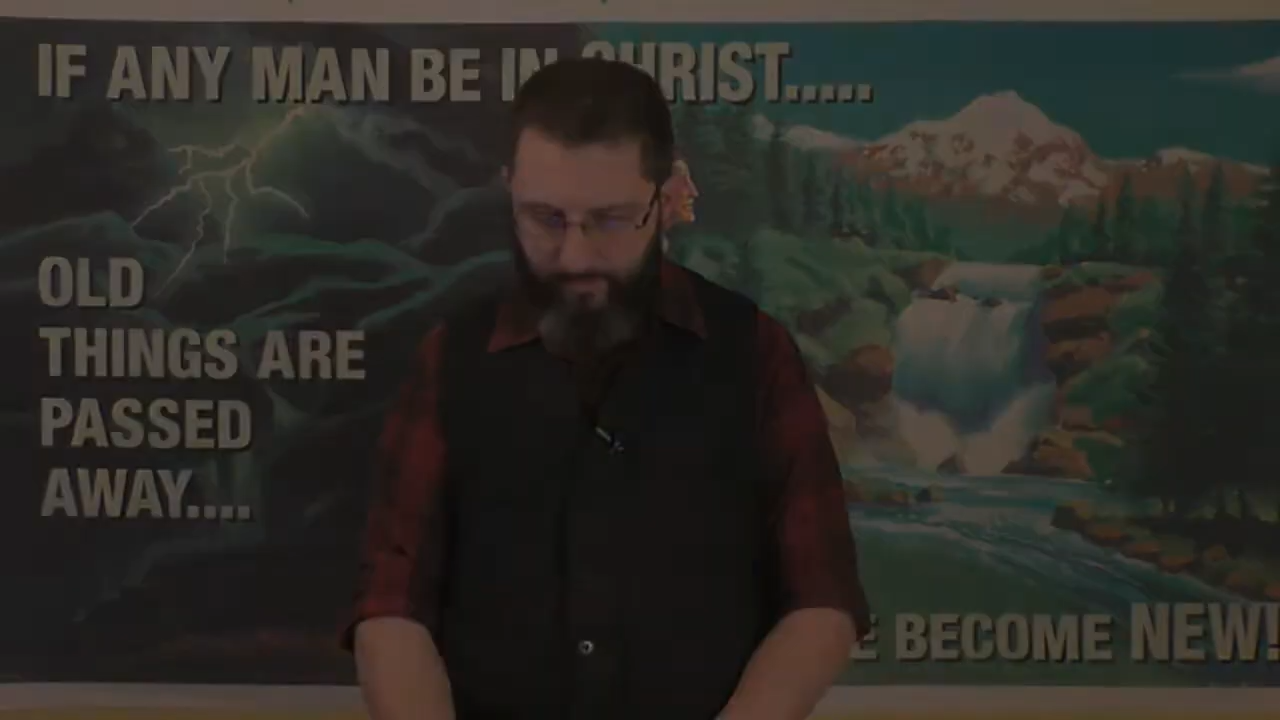 IF ANY MAN BE IN CHRIST.....
OLD
THINGS ARE
PASSED
AWAY....
E BECOME NEW!